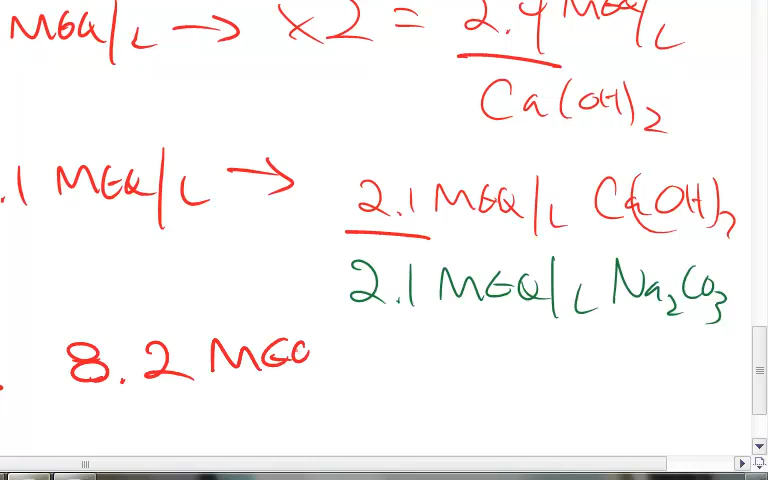 MEQ/L → x2 = 2.4 MEQ/L
Ca(OH)2
.1 MEQ/L → 2.1 MEQ/L Ca(OH)2
2.1 MEQ/L Na2CO3
8.2 MEQ